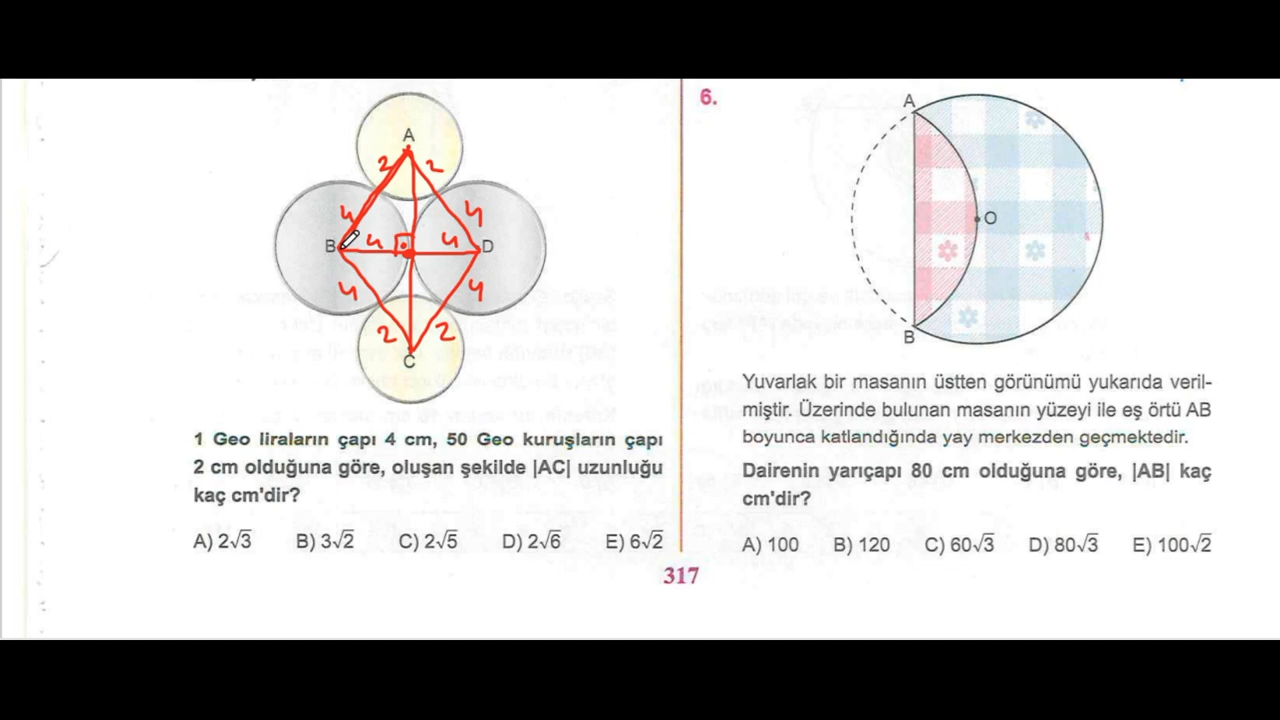 A
2
2
4
4
B
4
4
D
4
4
2
2
C
1 Geo liraların çapı 4 cm, 50 Geo kuruşların çapı
2 cm olduğuna göre, oluşan şekilde |AC| uzunluğu
kaç cm'dir?
A) 2√3 B) 3√2 C) 2√5 D) 2√6 E) 6√2
6.
A
O
B
Yuvarlak bir masanın üstten görünümü yukarıda veril-
miştir. Üzerinde bulunan masanın yüzeyi ile eş örtü AB
boyunca katlandığında yay merkezden geçmektedir.
Dairenin yarıçapı 80 cm olduğuna göre, |AB| kaç
cm'dir?
A) 100 B) 120 C) 60√3 D) 80√3 E) 100√2
317